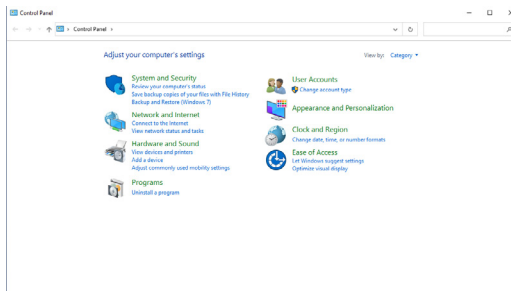 Control Panel
Control Panel
Adjust your computer's settings
View by: Category
System and Security
Review your computer's status
Save backup copies of your files with File History
Backup and Restore (Windows 7)
Network and Internet
Connect to the Internet
View network status and tasks
Hardware and Sound
View devices and printers
Add a device
Adjust commonly used mobility settings
Programs
Uninstall a program
User Accounts
Change account type
Appearance and Personalization
Clock and Region
Change date, time, or number formats
Ease of Access
Let Windows suggest settings
Optimize visual display